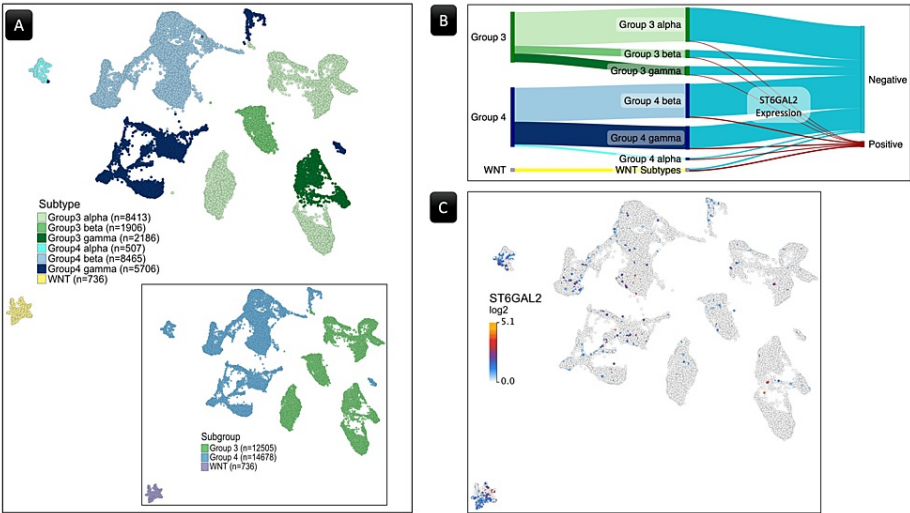 A
Subtype
Group3 alpha (n=8413)
Group3 beta (n=1906)
Group3 gamma (n=2186)
Group4 alpha (n=507)
Group4 beta (n=8465)
Group4 gamma (n=5706)
WNT (n=736)
Subgroup
Group 3 (n=12505)
Group 4 (n=14678)
WNT (n=736)
B
Group 3
Group 4
WNT
Group 3 alpha
Group 3 beta
Group 3 gamma
Group 4 beta
Group 4 gamma
Group 4 alpha
WNT Subtypes
ST6GAL2
Expression
Negative
Positive
C
ST6GAL2
log2
5.1
0.0